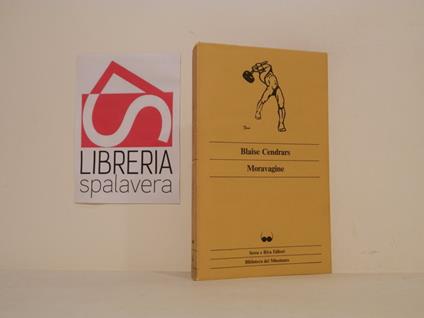 LIBRERIA
spalavera
Blaise Cendrars
Moravagine
Serra e Riva Editori
Biblioteca del Minotauro